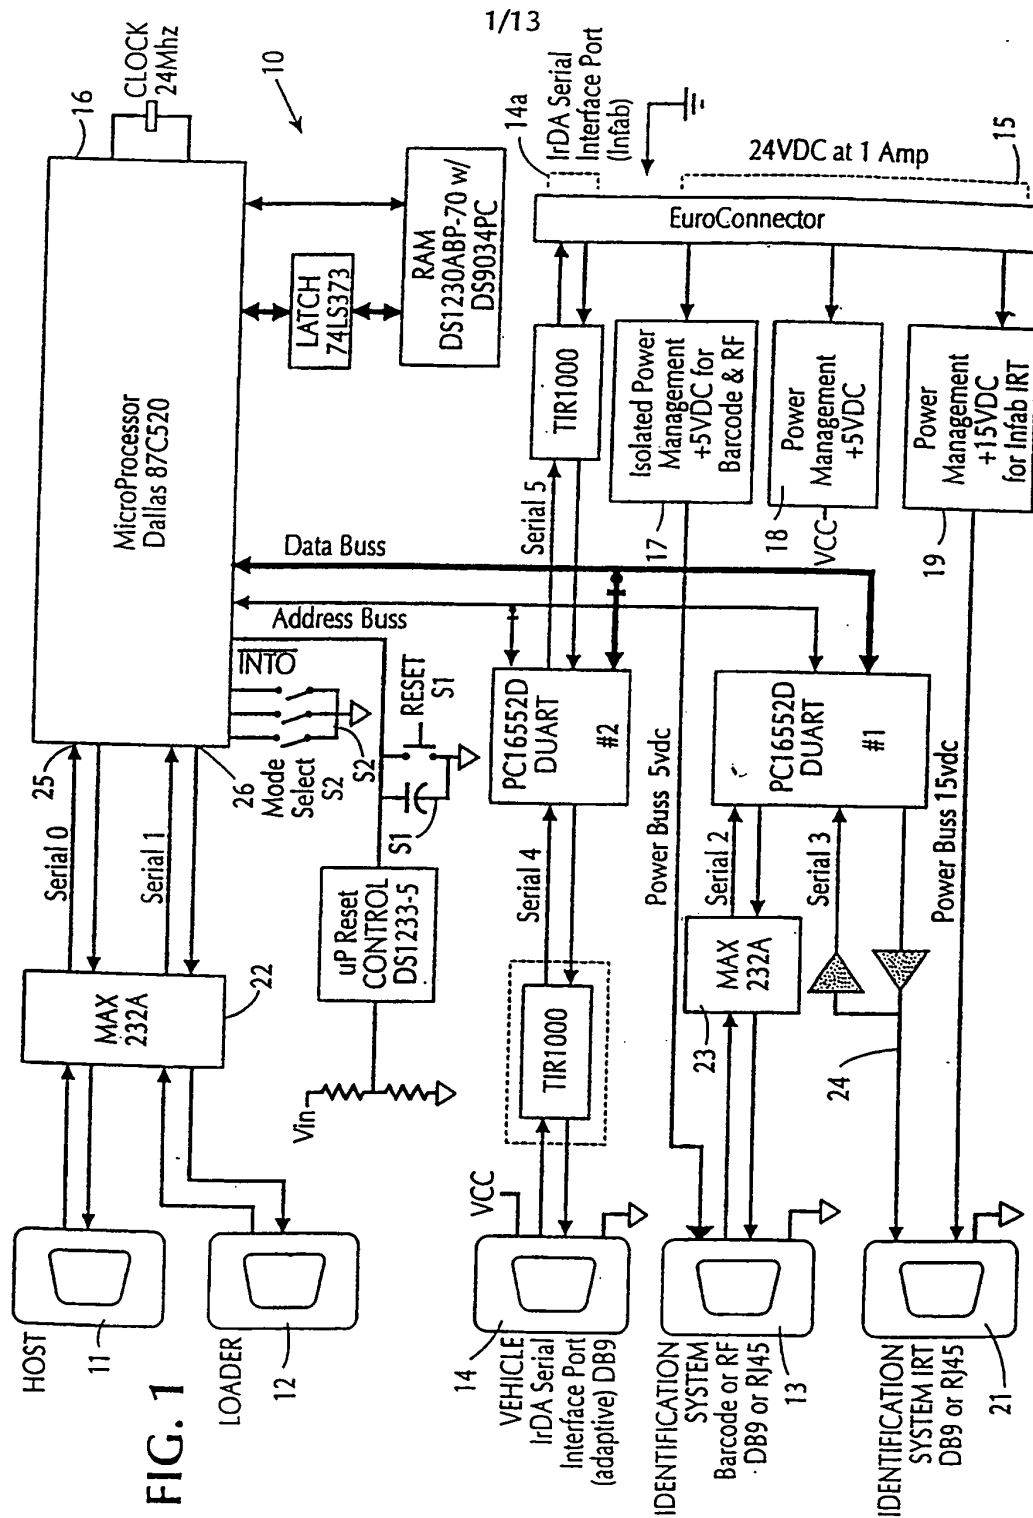 1/13
FIG. 1
HOST
11
LOADER
12
MAX
232A
22
Serial 0
Serial 1
25
26
MicroProcessor
Dallas 87C520
16
CLOCK
24Mhz
10
Mode
Select
S2
S2
INTO
Address Buss
Data Buss
LATCH
74LS373
RAM
DS1230ABP-70 w/
DS9034PC
Vin
uP Reset
CONTROL
DS1233-5
S1
RESET
S1
VCC
14
VEHICLE
IrDA Serial
Interface Port
(adaptive) DB9
TIR1000
Serial 4
PC16552D
DUART
#2
Serial 5
TIR1000
14a
IrDA Serial
Interface Port
(Infab)
EuroConnector
24VDC at 1 Amp
15
IDENTIFICATION
SYSTEM
Barcode or RF
DB9 or RJ45
13
Power Buss 5vdc
MAX
232A
23
Serial 2
Serial 3
PC16552D
DUART
#1
17
Isolated Power
Management
+5VDC for
Barcode & RF
VCC
18
Power
Management
+5VDC
19
Power
Management
+15VDC
for Infab IRT
24
Power Buss 15vdc
IDENTIFICATION
SYSTEM IRT
DB9 or RJ45
21